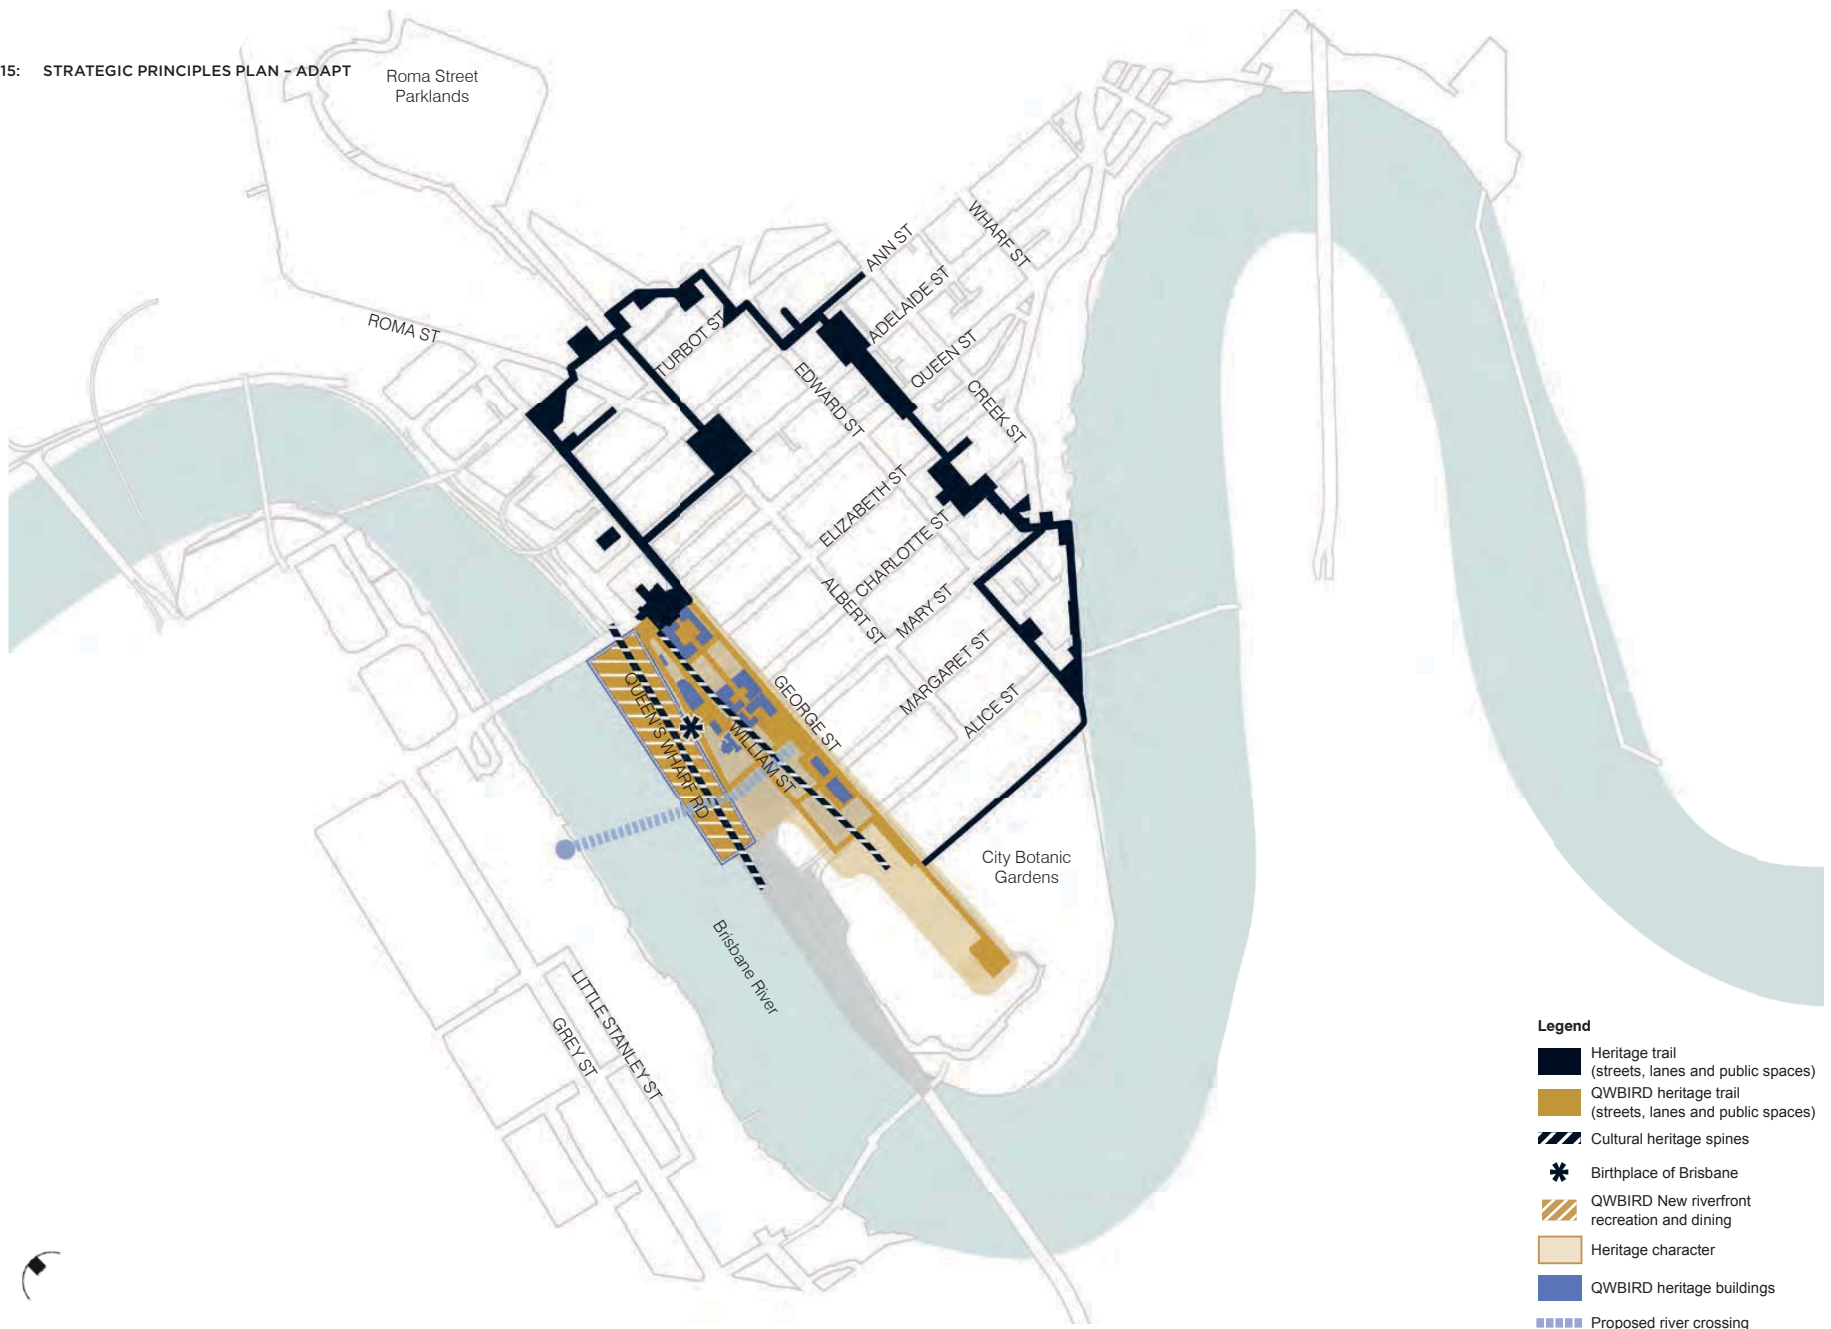 15: STRATEGIC PRINCIPLES PLAN – ADAPT
Roma Street
Parklands
WHARF ST
ANN ST
ADELAIDE ST
ROMA ST
TURBOT ST
QUEEN ST
EDWARD ST
CREEK ST
ELIZABETH ST
CHARLOTTE ST
ALBERT ST
MARY ST
MARGARET ST
GEORGE ST
ALICE ST
QUEEN'S WHARF RD
WILLIAM ST
City Botanic
Gardens
Brisbane River
LITTLE STANLEY ST
GREY ST
Legend
Heritage trail
(streets, lanes and public spaces)
QWBIRD heritage trail
(streets, lanes and public spaces)
Cultural heritage spines
Birthplace of Brisbane
QWBIRD New riverfront
recreation and dining
Heritage character
QWBIRD heritage buildings
Proposed river crossing